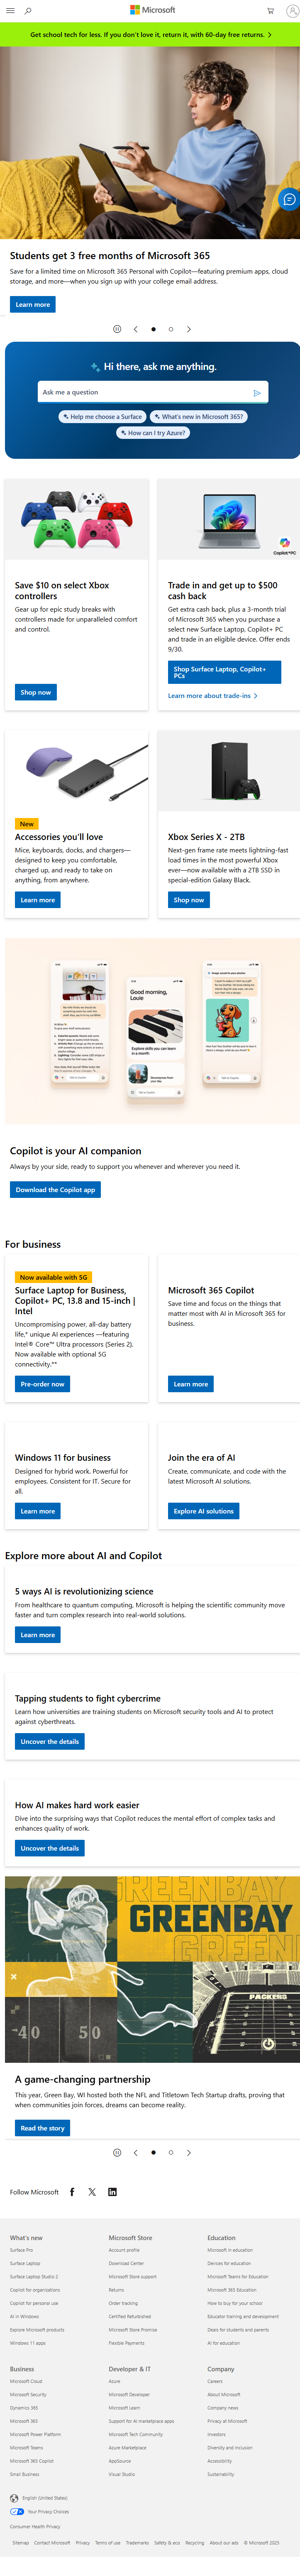 Microsoft
Get school tech for less. If you don't love it, return it, with 60-day free returns.
Students get 3 free months of Microsoft 365
Save for a limited time on Microsoft 365 Personal with Copilot—featuring premium apps, cloud
storage, and more—when you sign up with your college email address.
Learn more
Hi there, ask me anything.
Ask me a question
Help me choose a Surface
What's new in Microsoft 365?
How can I try Azure?
Copilot+PC
Save $10 on select Xbox
controllers
Gear up for epic study breaks with
controllers made for unparalleled comfort
and control.
Shop now
Trade in and get up to $500
cash back
Get extra cash back, plus a 3-month trial
of Microsoft 365 when you purchase a
select new Surface Laptop, Copilot+ PC
and trade in an eligible device. Offer ends
9/30.
Shop Surface Laptop, Copilot+
PCs
Learn more about trade-ins
New
Accessories you'll love
Mice, keyboards, docks, and chargers—
designed to keep you comfortable,
charged up, and ready to take on
anything, from anywhere.
Learn more
Xbox Series X - 2TB
Next-gen frame rate meets lightning-fast
load times in the most powerful Xbox
ever—now available with a 2TB SSD in
special-edition Galaxy Black.
Shop now
Good morning,
Louie
Explore skills you can learn
in a month
Copilot is your AI companion
Always by your side, ready to support you whenever and wherever you need it.
Download the Copilot app
For business
Now available with 5G
Surface Laptop for Business,
Copilot+ PC, 13.8 and 15-inch |
Intel
Uncompromising power, all-day battery
life,* unique AI experiences —featuring
Intel® Core™ Ultra processors (Series 2).
Now available with optional 5G
connectivity.**
Pre-order now
Microsoft 365 Copilot
Save time and focus on the things that
matter most with AI in Microsoft 365 for
business.
Learn more
Windows 11 for business
Designed for hybrid work. Powerful for
employees. Consistent for IT. Secure for
all.
Learn more
Join the era of AI
Create, communicate, and code with the
latest Microsoft AI solutions.
Explore AI solutions
Explore more about AI and Copilot
5 ways AI is revolutionizing science
From healthcare to quantum computing, Microsoft is helping the scientific community move
faster and turn complex research into real-world solutions.
Learn more
Tapping students to fight cybercrime
Learn how universities are training students on Microsoft security tools and AI to protect
against cyberthreats.
Uncover the details
How AI makes hard work easier
Dive into the surprising ways that Copilot reduces the mental effort of complex tasks and
enhances quality of work.
Uncover the details
GREENBAY
PACKERS
40 50
A game-changing partnership
This year, Green Bay, WI hosted both the NFL and Titletown Tech Startup drafts, proving that
when communities join forces, dreams can become reality.
Read the story
Follow Microsoft
What's new
Surface Pro
Surface Laptop
Surface Laptop Studio 2
Copilot for organizations
Copilot for personal use
AI in Windows
Explore Microsoft products
Windows 11 apps
Microsoft Store
Account profile
Download Center
Microsoft Store support
Returns
Order tracking
Certified Refurbished
Microsoft Store Promise
Flexible Payments
Education
Microsoft in education
Devices for education
Microsoft Teams for Education
Microsoft 365 Education
How to buy for your school
Educator training and development
Deals for students and parents
AI for education
Business
Microsoft Cloud
Microsoft Security
Dynamics 365
Microsoft 365
Microsoft Power Platform
Microsoft Teams
Microsoft 365 Copilot
Small Business
Developer & IT
Azure
Microsoft Developer
Microsoft Learn
Support for AI marketplace apps
Microsoft Tech Community
Azure Marketplace
AppSource
Visual Studio
Company
Careers
About Microsoft
Company news
Privacy at Microsoft
Investors
Diversity and inclusion
Accessibility
Sustainability
English (United States)
Your Privacy Choices
Consumer Health Privacy
Sitemap Contact Microsoft Privacy Terms of use Trademarks Safety & eco Recycling About our ads © Microsoft 2025